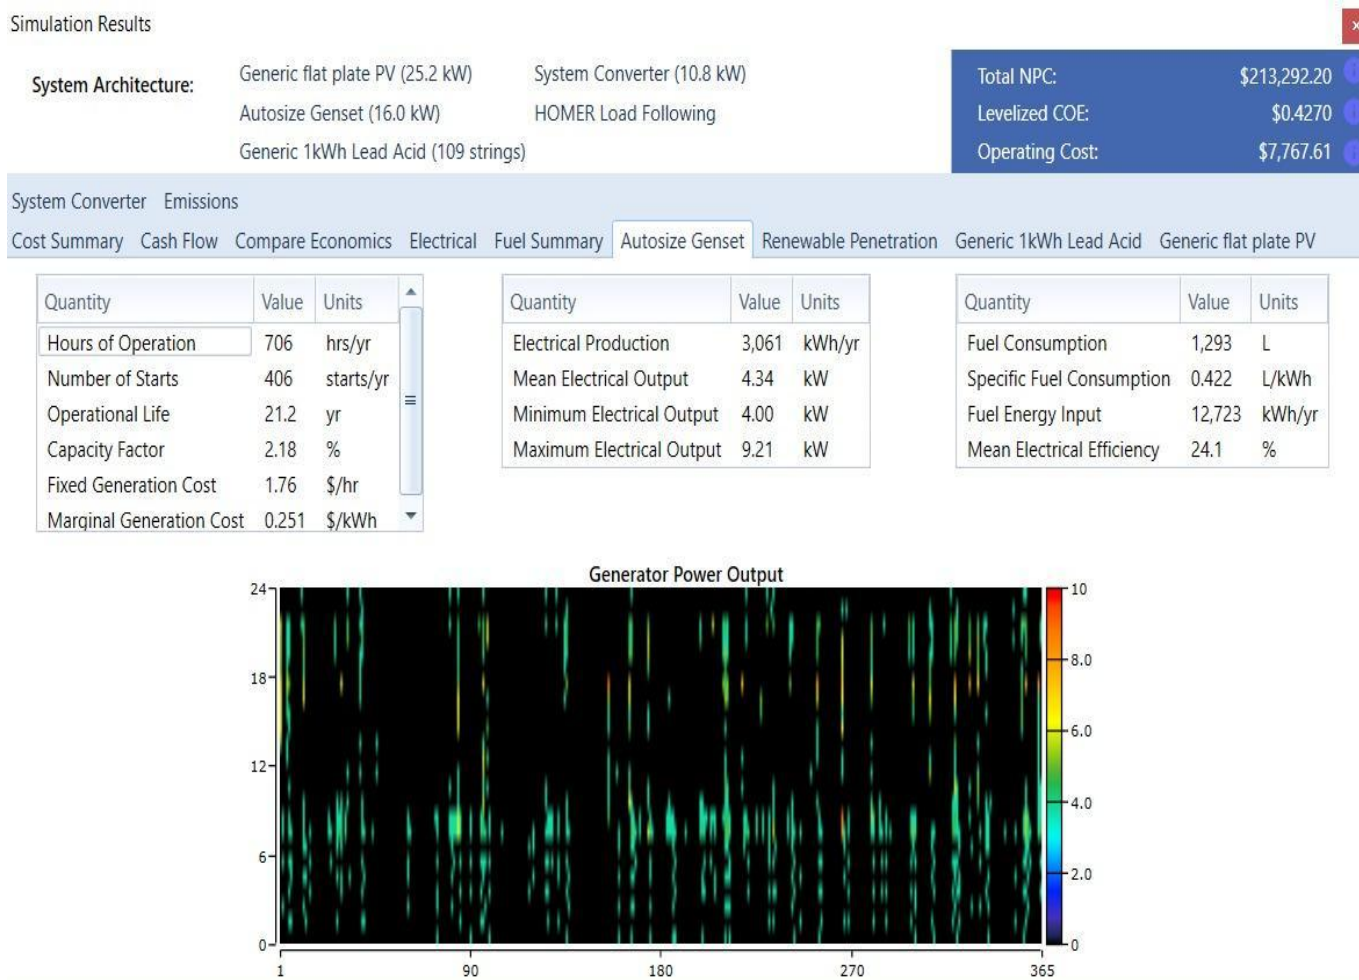 Simulation Results
x
System Architecture:
Generic flat plate PV (25.2 kW)
Autosize Genset (16.0 kW)
Generic 1kWh Lead Acid (109 strings)
System Converter (10.8 kW)
HOMER Load Following
Total NPC: $213,292.20
Levelized COE: $0.4270
Operating Cost: $7,767.61
System Converter Emissions
Cost Summary Cash Flow Compare Economics Electrical Fuel Summary Autosize Genset Renewable Penetration Generic 1kWh Lead Acid Generic flat plate PV
Quantity Value Units
Hours of Operation 706 hrs/yr
Number of Starts 406 starts/yr
Operational Life 21.2 yr
Capacity Factor 2.18 %
Fixed Generation Cost 1.76 $/hr
Marginal Generation Cost 0.251 $/kWh
Quantity Value Units
Electrical Production 3,061 kWh/yr
Mean Electrical Output 4.34 kW
Minimum Electrical Output 4.00 kW
Maximum Electrical Output 9.21 kW
Quantity Value Units
Fuel Consumption 1,293 L
Specific Fuel Consumption 0.422 L/kWh
Fuel Energy Input 12,723 kWh/yr
Mean Electrical Efficiency 24.1 %
Generator Power Output
24
18
12
6
0
1 90 180 270 365
10
8.0
6.0
4.0
2.0
0